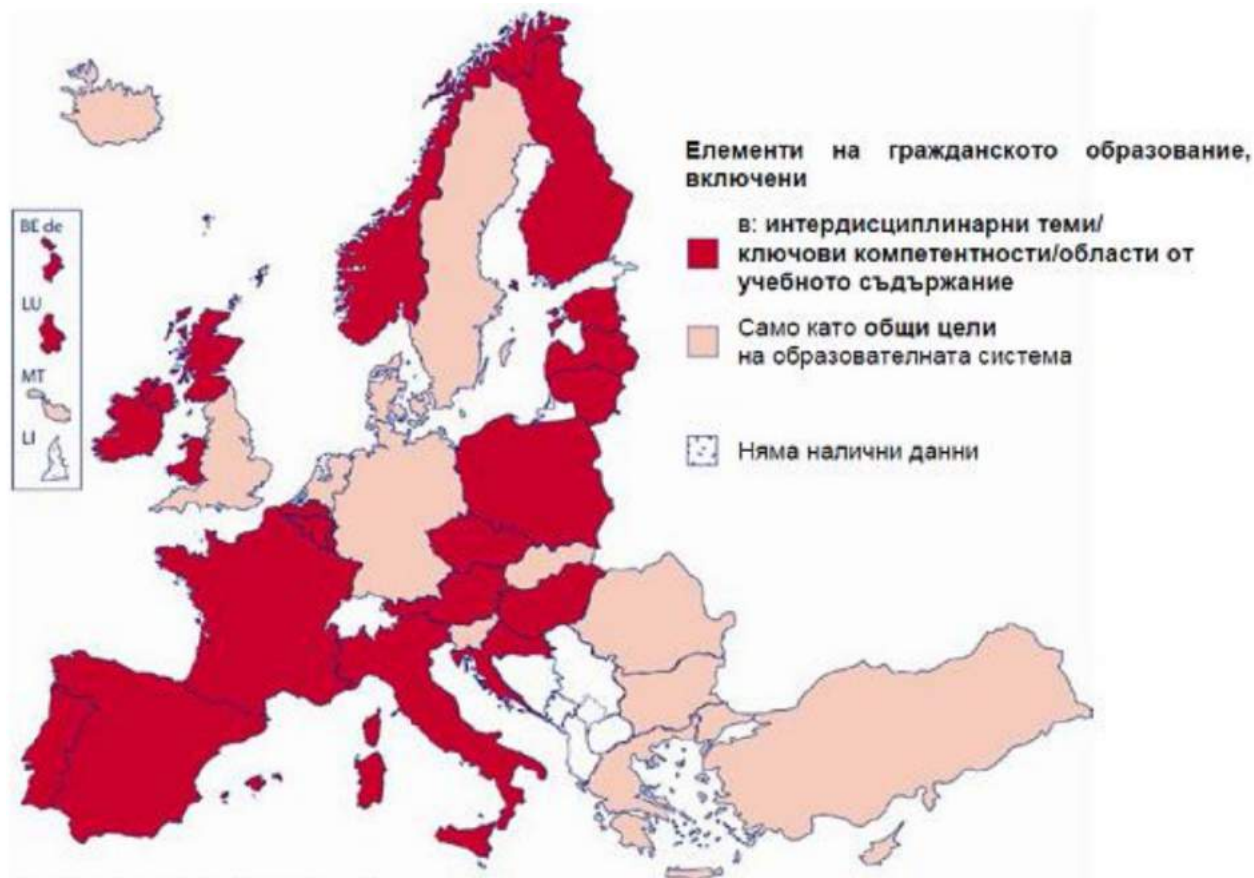 Елементи на гражданското образование,
включени
в: интердисциплинарни теми/
ключови компетентности/области от
учебното съдържание
Само като общи цели
на образователната система
Няма налични данни
BE de
LU
MT
LI